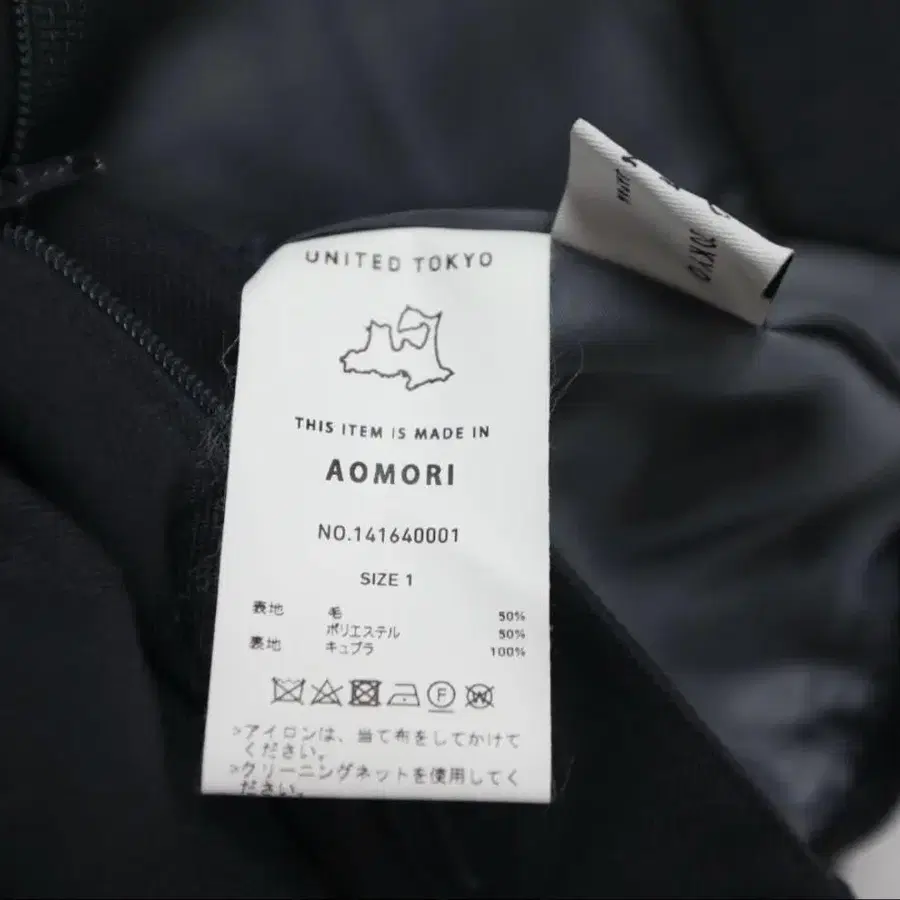 UNITED TOKYO
THIS ITEM IS MADE IN
AOMORI
NO.141640001
SIZE 1
表地 毛 50%
ポリエステル 50%
裏地 キュプラ 100%
F
W
>アイロンは、当て布をしてかけて
ください。
>クリーニングネットを使用してく
ださい。
TOKYO